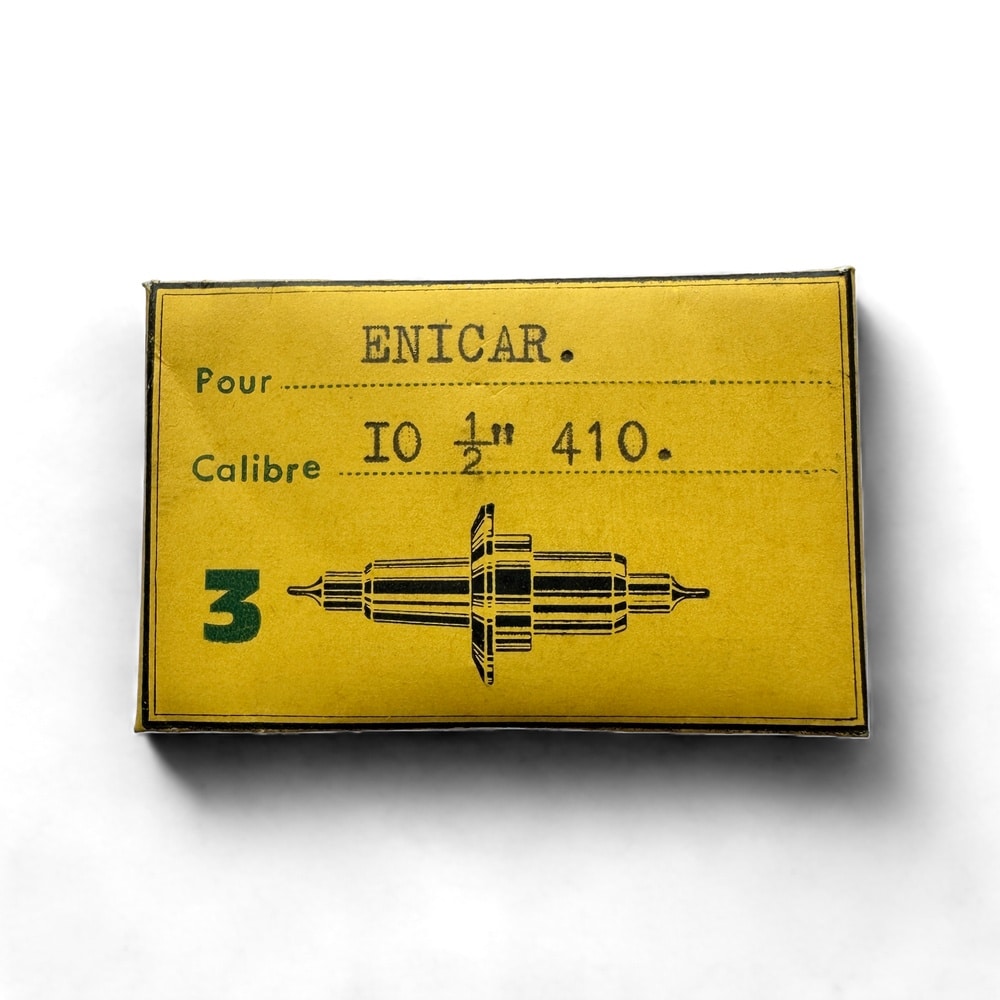 Pour ENICAR.
Calibre IO ½" 410.
3